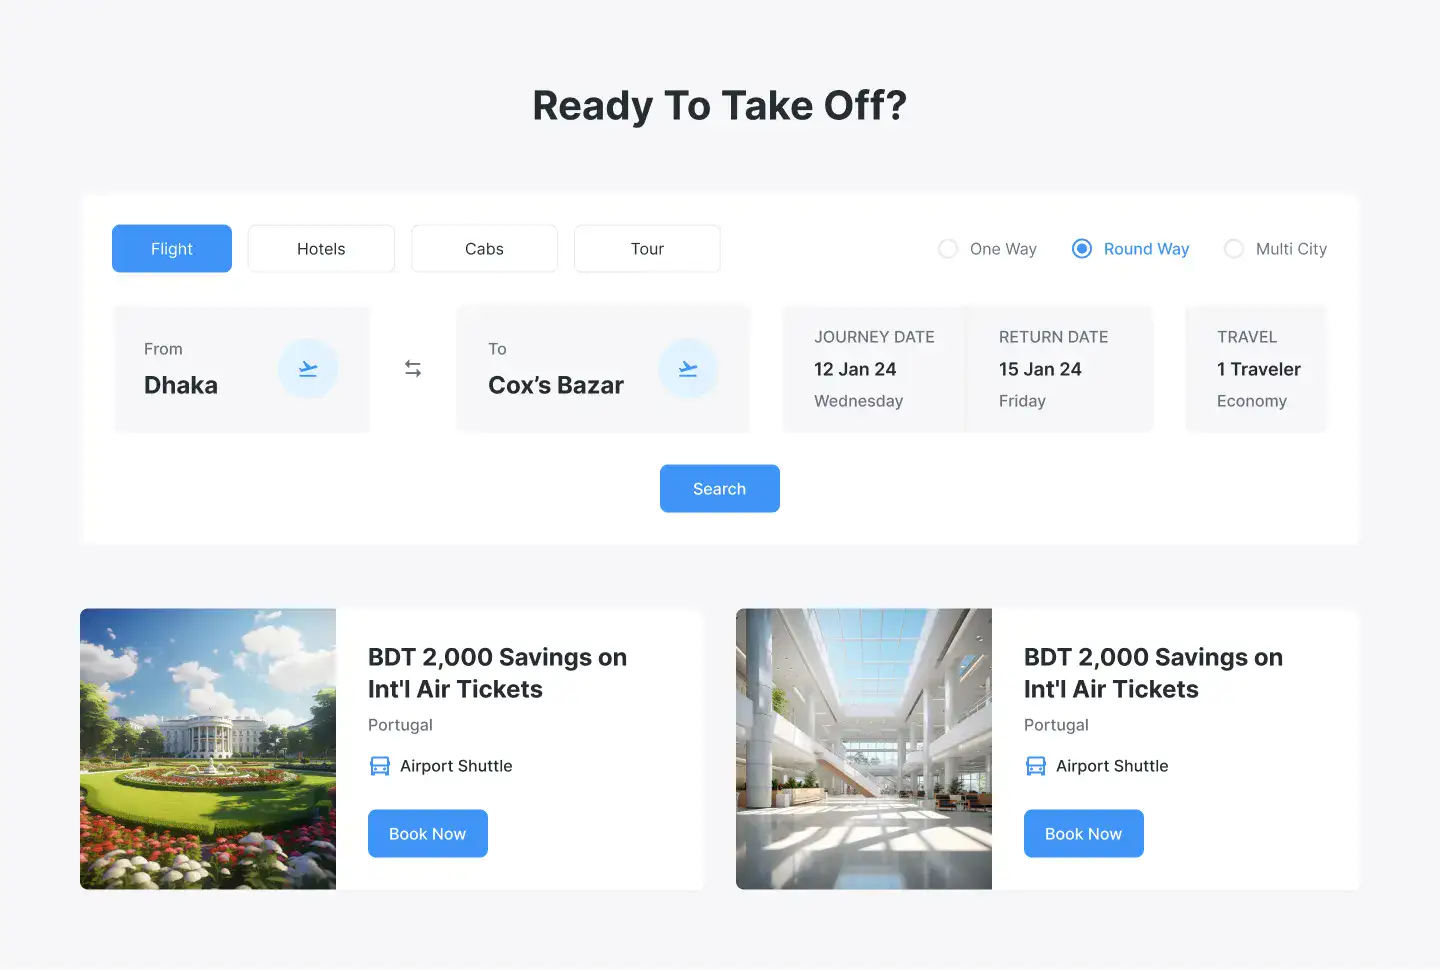 Ready To Take Off?
Flight
Hotels
Cabs
Tour
One Way
Round Way
Multi City
From
Dhaka
To
Cox’s Bazar
JOURNEY DATE
12 Jan 24
Wednesday
RETURN DATE
15 Jan 24
Friday
TRAVEL
1 Traveler
Economy
Search
BDT 2,000 Savings on
Int'l Air Tickets
Portugal
Airport Shuttle
Book Now
BDT 2,000 Savings on
Int'l Air Tickets
Portugal
Airport Shuttle
Book Now